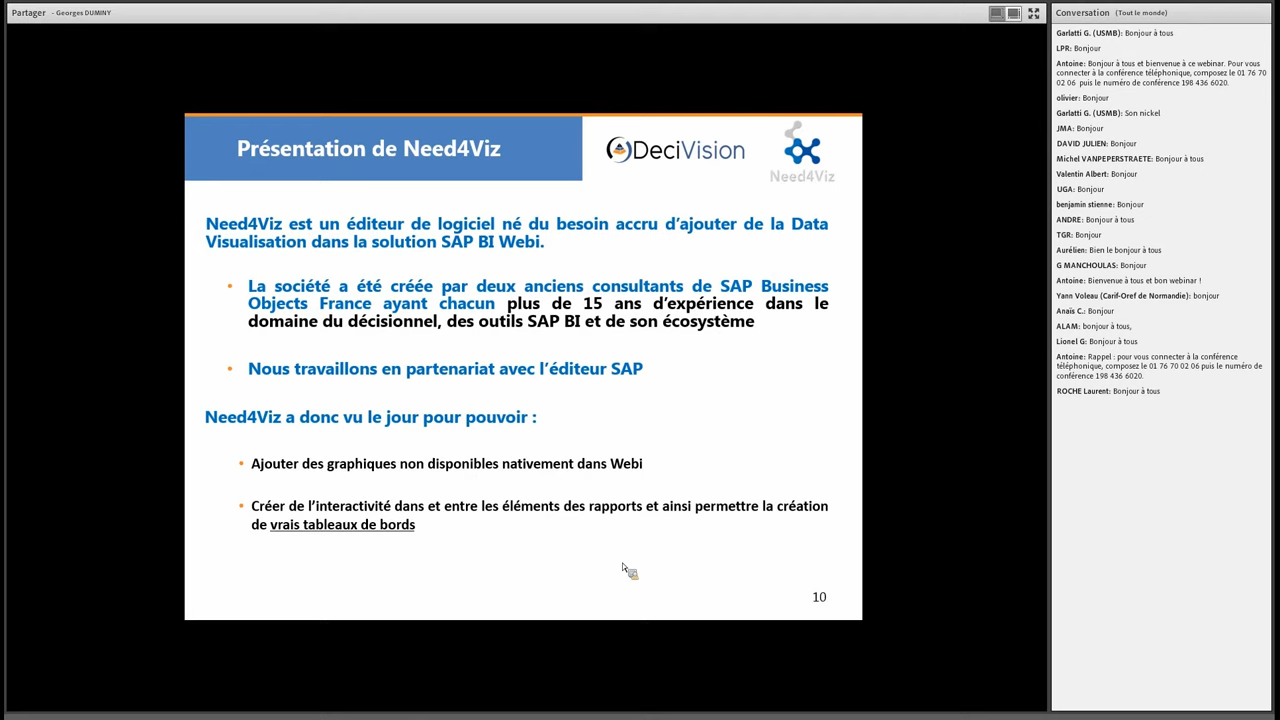 Partager - Georges DUMINY
Présentation de Need4Viz
DeciVision
Need4Viz
Need4Viz est un éditeur de logiciel né du besoin accru d'ajouter de la Data
Visualisation dans la solution SAP BI Webi.
• La société a été créée par deux anciens consultants de SAP Business
Objects France ayant chacun plus de 15 ans d'expérience dans le
domaine du décisionnel, des outils SAP BI et de son écosystème
• Nous travaillons en partenariat avec l'éditeur SAP
Need4Viz a donc vu le jour pour pouvoir :
• Ajouter des graphiques non disponibles nativement dans Webi
• Créer de l'interactivité dans et entre les éléments des rapports et ainsi permettre la création
de vrais tableaux de bords
10
Conversation (Tout le monde)
Garlatti G. (USMB): Bonjour à tous
LPR: Bonjour
Antoine: Bonjour à tous et bienvenue à ce webinar. Pour vous
connecter à la conférence téléphonique, composez le 01 76 70
02 06 puis le numéro de conférence 198 436 6020.
olivier: Bonjour
Garlatti G. (USMB): Son nickel
JMA: Bonjour
DAVID JULIEN: Bonjour
Michel VANPEPERSTRAETE: Bonjour à tous
Valentin Albert: Bonjour
UGA: Bonjour
benjamin stienne: Bonjour
ANDRE: Bonjour à tous
TGR: Bonjour
Aurélien: Bien le bonjour à tous
G MANCHOULAS: Bonjour
Antoine: Bienvenue à tous et bon webinar !
Yann Voleau (Carif-Oref de Normandie): bonjour
Anaïs C.: Bonjour
ALAM: bonjour à tous,
Lionel G: Bonjour à tous
Antoine: Rappel : pour vous connecter à la conférence
téléphonique, composez le 01 76 70 02 06 puis le numéro de
conférence 198 436 6020.
ROCHE Laurent: Bonjour à tous